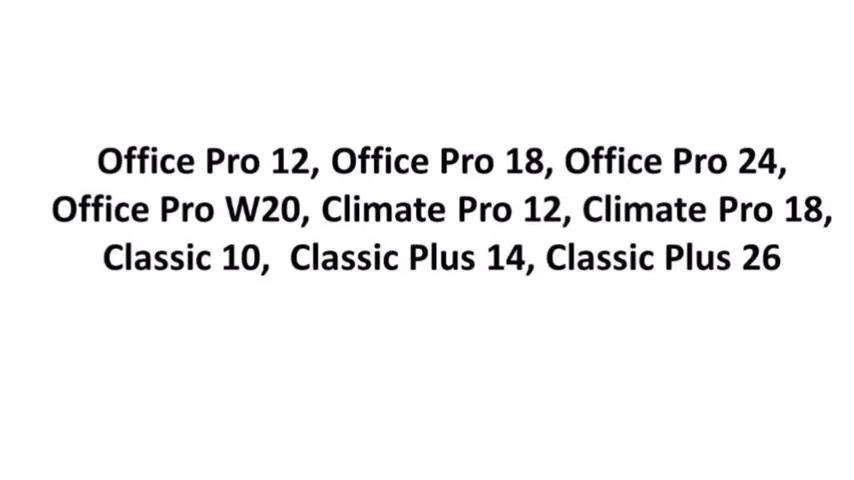 Office Pro 12, Office Pro 18, Office Pro 24,
Office Pro W20, Climate Pro 12, Climate Pro 18,
Classic 10,  Classic Plus 14, Classic Plus 26